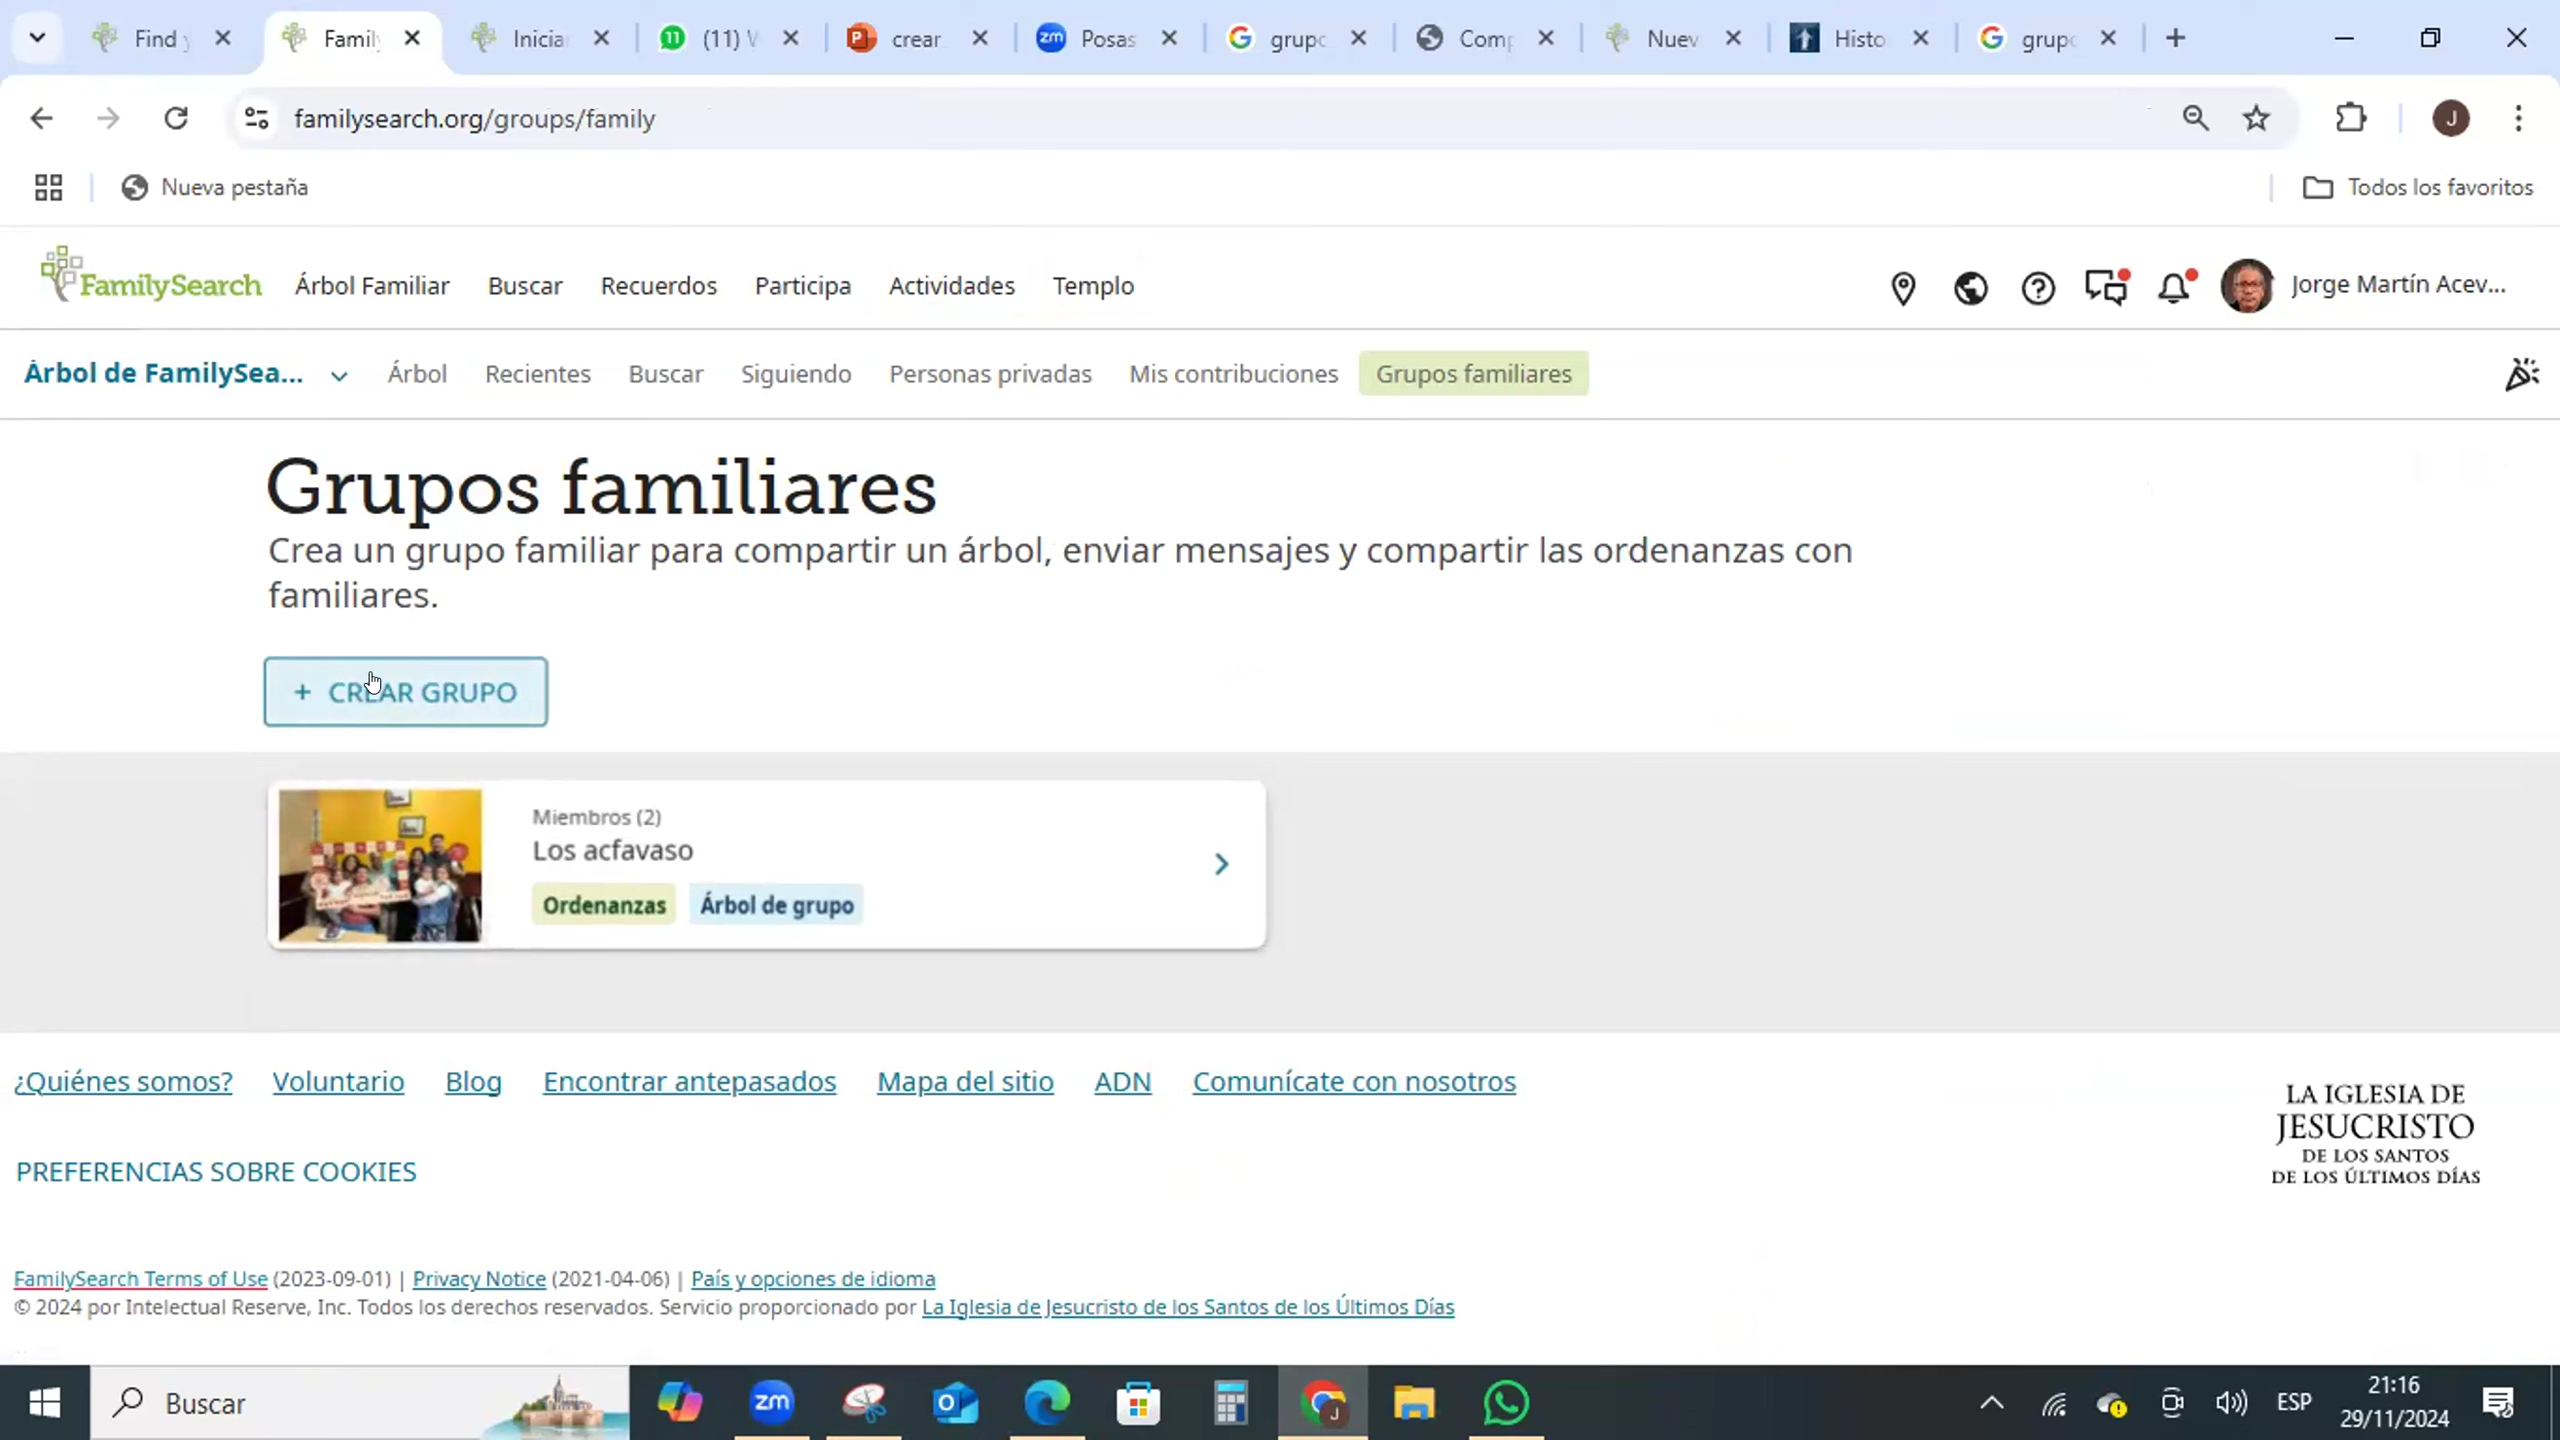 Find
Famil
Inicia
11 (11) W
crear
zm Posas
grupo
Comp
Nuev
Histo
grupo
familysearch.org/groups/family
J
Nueva pestaña
Todos los favoritos
FamilySearch Árbol Familiar Buscar Recuerdos Participa Actividades Templo Jorge Martín Acev...
Árbol de FamilySea... Árbol Recientes Buscar Siguiendo Personas privadas Mis contribuciones Grupos familiares
Grupos familiares
Crea un grupo familiar para compartir un árbol, enviar mensajes y compartir las ordenanzas con
familiares.
+ CREAR GRUPO
Miembros (2)
Los acfavaso
Ordenanzas Árbol de grupo
¿Quiénes somos? Voluntario Blog Encontrar antepasados Mapa del sitio ADN Comunícate con nosotros
LA IGLESIA DE
JESUCRISTO
DE LOS SANTOS
DE LOS ÚLTIMOS DÍAS
PREFERENCIAS SOBRE COOKIES
FamilySearch Terms of Use (2023-09-01) | Privacy Notice (2021-04-06) | País y opciones de idioma
© 2024 por Intelectual Reserve, Inc. Todos los derechos reservados. Servicio proporcionado por La Iglesia de Jesucristo de los Santos de los Últimos Días
Buscar
zm
ESP
21:16
29/11/2024